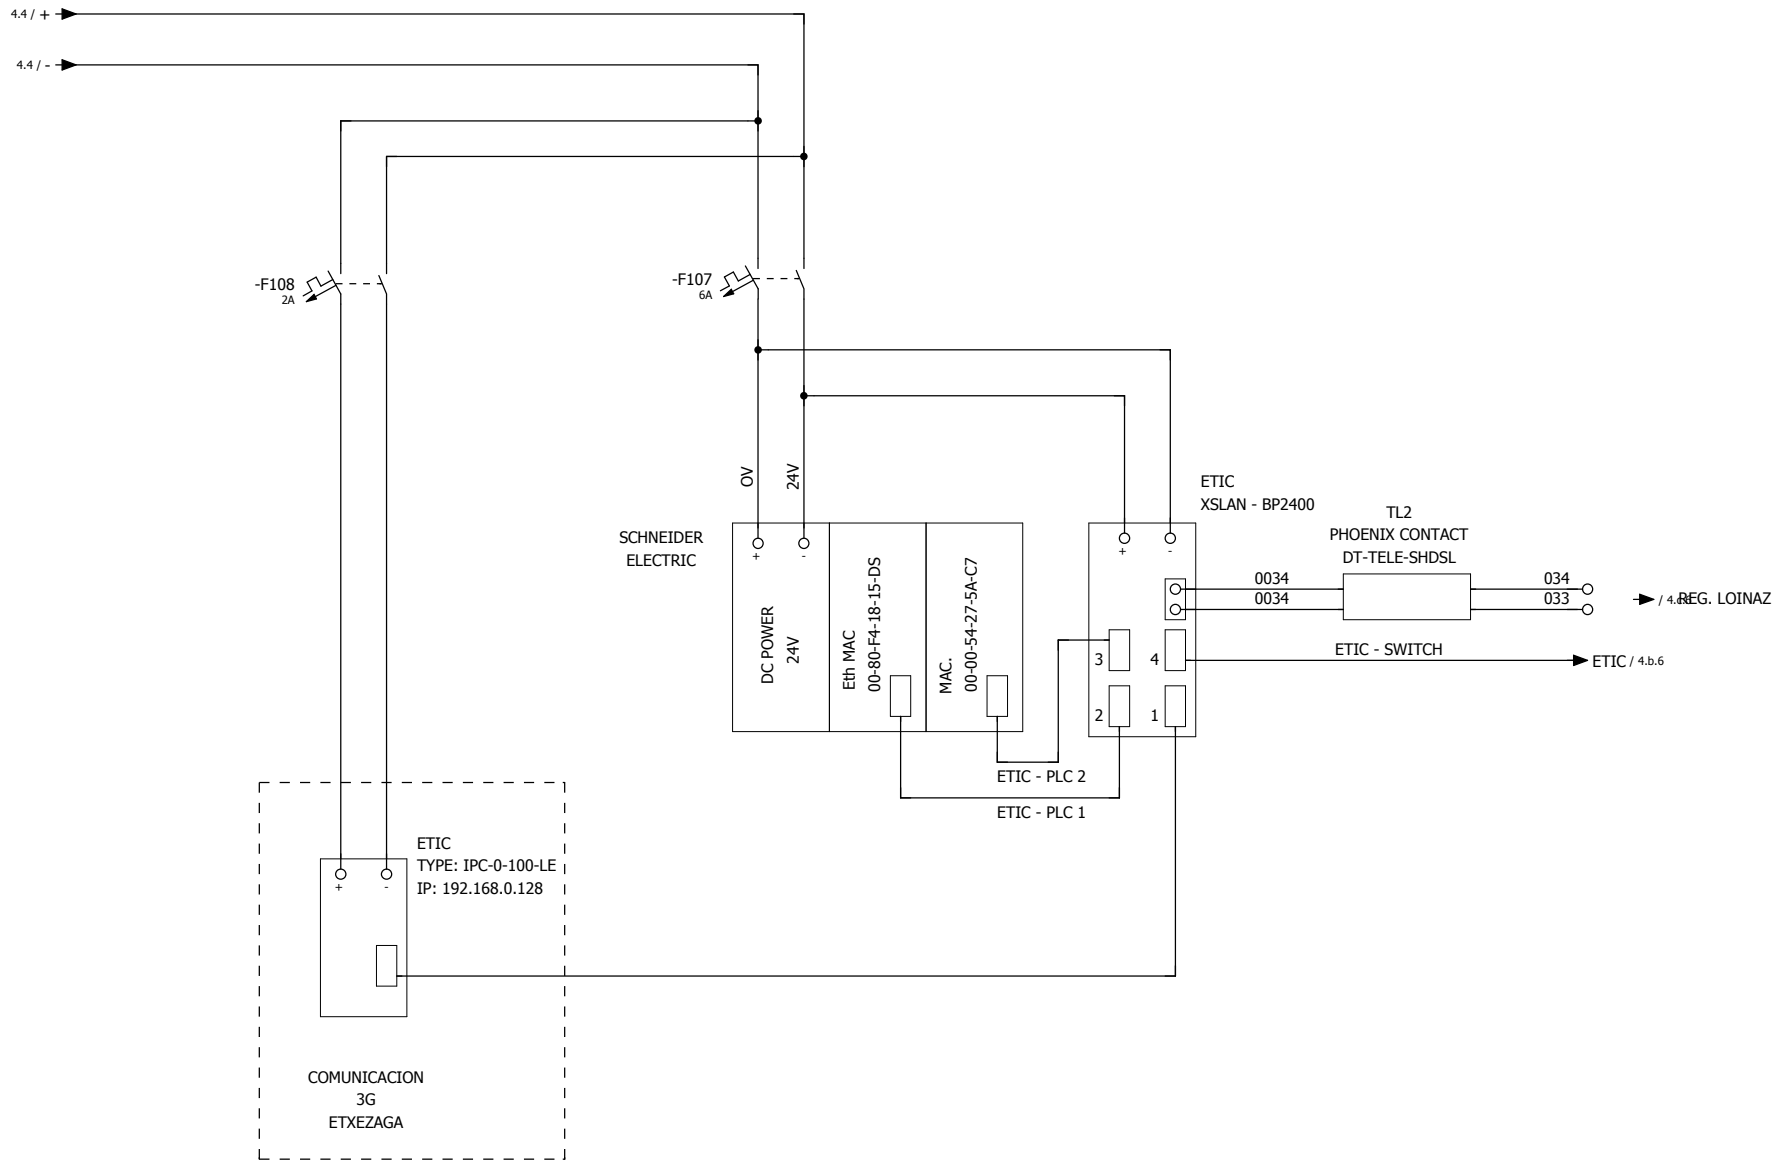 4.4 / +
4.4 / -
-F108
2A
-F107
6A
OV
24V
SCHNEIDER
ELECTRIC
+
-
DC POWER
24V
Eth MAC
00-80-F4-18-15-DS
MAC.
00-00-54-27-5A-C7
ETIC
XSLAN - BP2400
+
-
3
4
2
1
TL2
PHOENIX CONTACT
DT-TELE-SHDSL
0034
0034
034
033
REG. LOINAZ
ETIC - SWITCH
ETIC / 4.b.6
ETIC - PLC 2
ETIC - PLC 1
ETIC
TYPE: IPC-0-100-LE
IP: 192.168.0.128
+
-
COMUNICACION
3G
ETXEZAGA